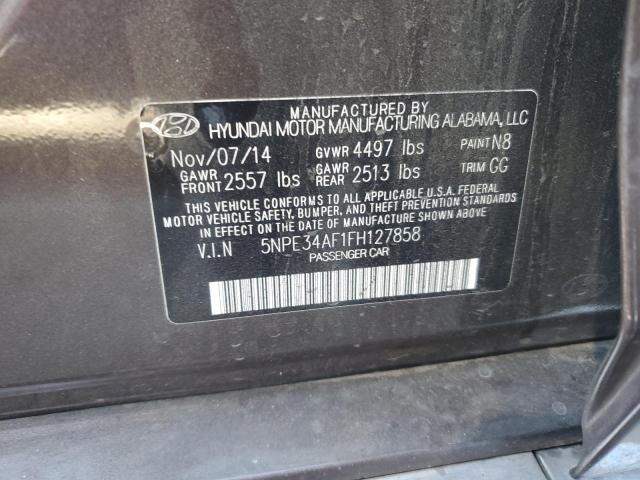 MANUFACTURED BY
HYUNDAI MOTOR MANUFACTURING ALABAMA, LLC
Nov/07/14 GVWR 4497 lbs PAINT N8
GAWR FRONT 2557 lbs GAWR REAR 2513 lbs TRIM GG
THIS VEHICLE CONFORMS TO ALL APPLICABLE U.S.A. FEDERAL
MOTOR VEHICLE SAFETY, BUMPER, AND THEFT PREVENTION
STANDARDS IN EFFECT ON THE DATE OF MANUFACTURE SHOWN ABOVE
V.I.N 5NPE34AF1FH127858
PASSENGER CAR